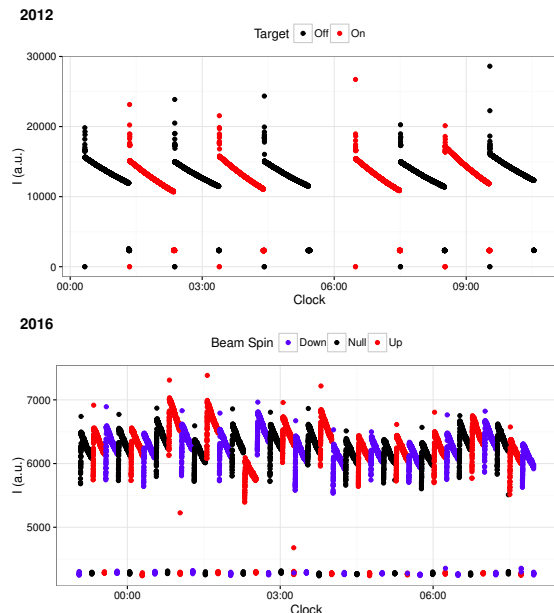 2012
Target Off On
30000
20000
10000
0
I (a.u.)
00:00 03:00 06:00 09:00
Clock
2016
Beam Spin Down Null Up
7000
6000
5000
I (a.u.)
00:00 03:00 06:00
Clock